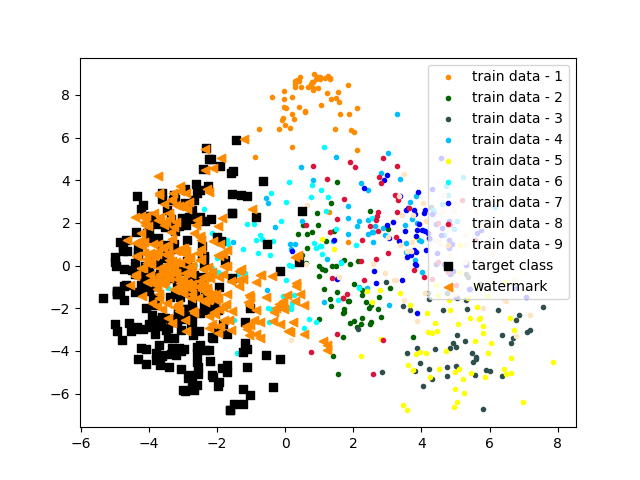 train data - 1
train data - 2
train data - 3
train data - 4
train data - 5
train data - 6
train data - 7
train data - 8
train data - 9
target class
watermark
8
6
4
2
0
−2
−4
−6
−6 −4 −2 0 2 4 6 8